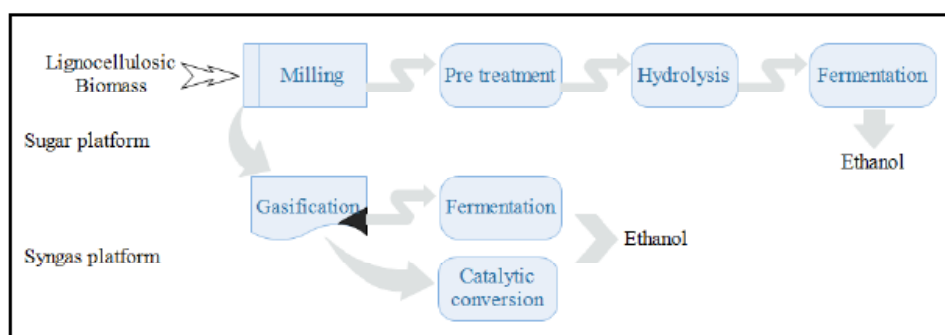 Lignocellulosic
Biomass
Milling
Pre treatment
Hydrolysis
Fermentation
Sugar platform
Ethanol
Gasification
Fermentation
Ethanol
Syngas platform
Catalytic
conversion